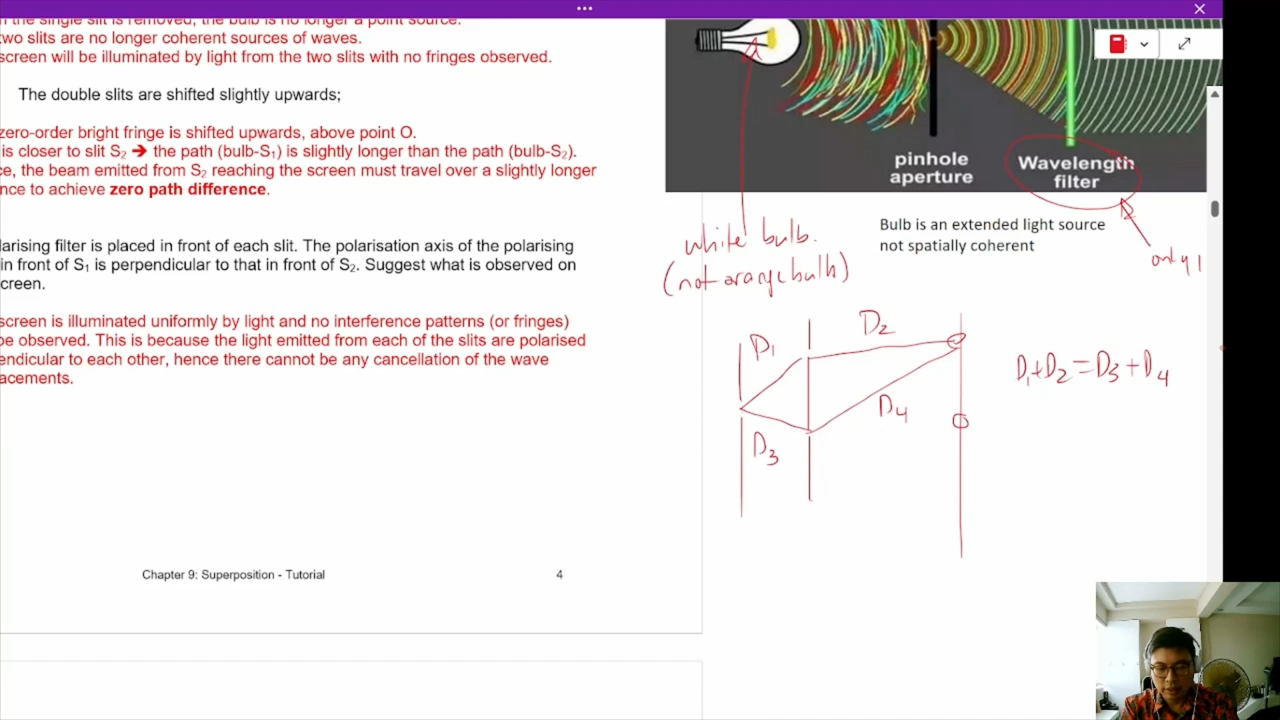 the single slit is removed, the bulb is no longer a point source.
two slits are no longer coherent sources of waves.
screen will be illuminated by light from the two slits with no fringes observed.
The double slits are shifted slightly upwards;
zero-order bright fringe is shifted upwards, above point O.
is closer to slit S₂ ➔ the path (bulb-S₁) is slightly longer than the path (bulb-S₂).
the beam emitted from S₂ reaching the screen must travel over a slightly longer
to achieve zero path difference.
filter is placed in front of each slit. The polarisation axis of the polarising
in front of S₁ is perpendicular to that in front of S₂. Suggest what is observed on
screen is illuminated uniformly by light and no interference patterns (or fringes)
observed. This is because the light emitted from each of the slits are polarised
to each other, hence there cannot be any cancellation of the wave
Chapter 9: Superposition - Tutorial
4
pinhole
aperture
Wavelength
filter
Bulb is an extended light source
not spatially coherent
white bulb.
(not orange bulb)
only 1
D₁
D₂
D₃
D₄
O
D₁+D₂=D₃+D₄